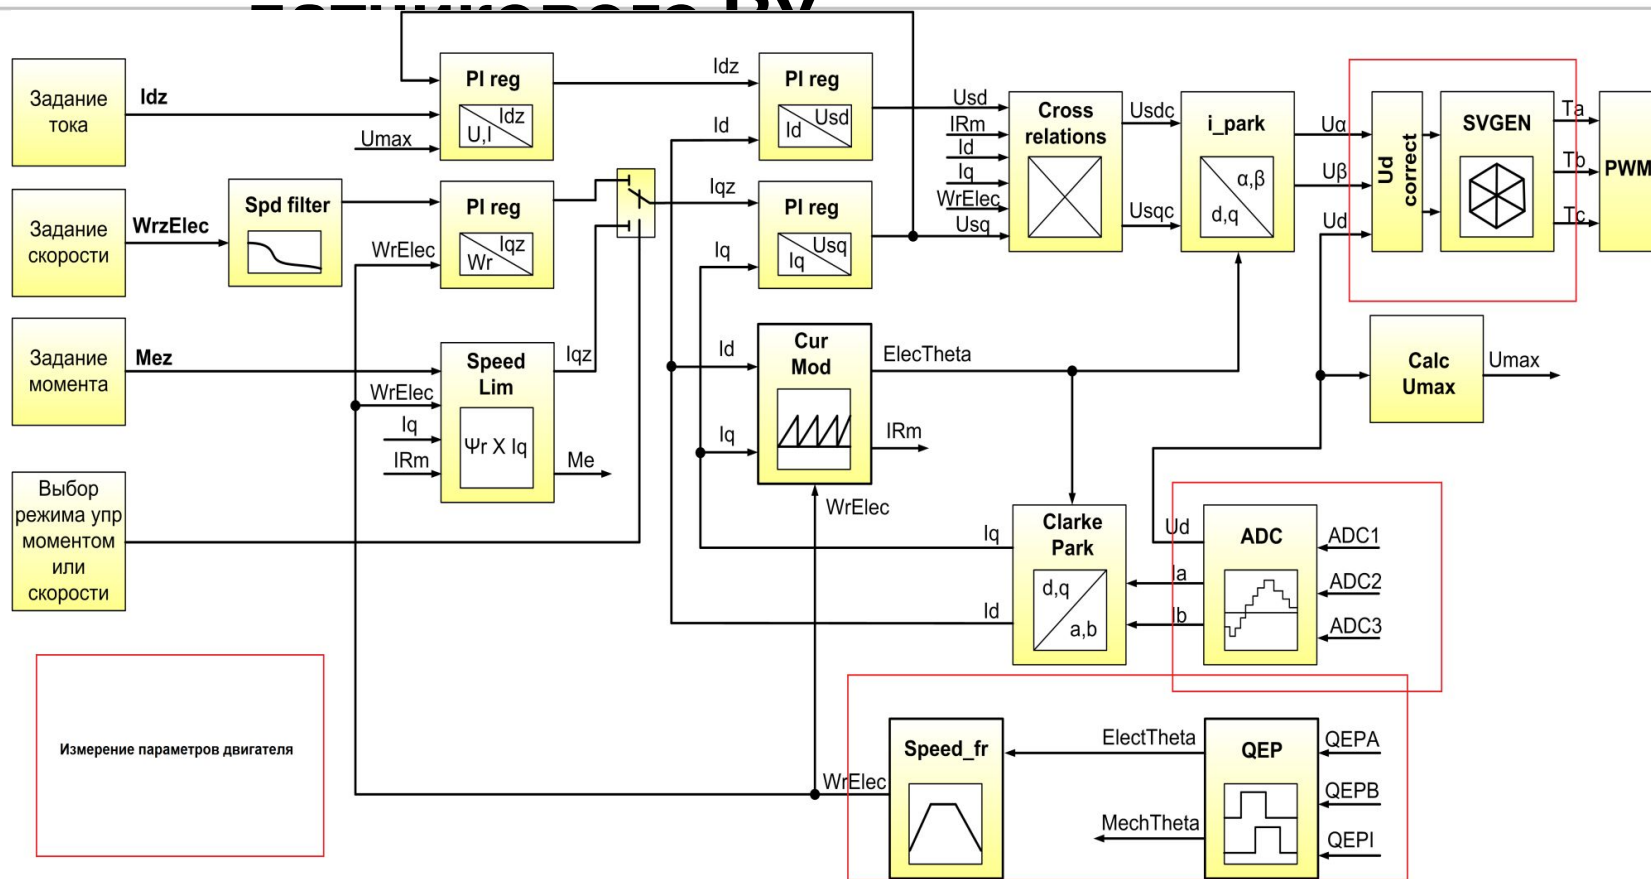 датчикового ВУ
Задание
тока
Idz
Umax
PI reg
Idz
U,I
Idz
Id
PI reg
Usd
Id
Usd
IRm
Id
Iq
WrElec
Usq
Cross
relations
Usdc
Usqc
i_park
α,β
d,q
Uα
Uβ
Ud
Ud
correct
SVGEN
Ta
Tb
Tc
PWM
Задание
скорости
WrzElec
Spd filter
WrElec
PI reg
Iqz
Wr
Iqz
Iq
PI reg
Usq
Iq
Задание
момента
Mez
WrElec
Iq
IRm
Speed
Lim
Ψr X Iq
Iqz
Me
Id
Iq
Cur
Mod
ElecTheta
IRm
WrElec
Calc
Umax
Umax
Выбор
режима упр
моментом
или
скорости
Iq
Id
Clarke
Park
d,q
a,b
Ud
Ia
Ib
ADC
ADC1
ADC2
ADC3
Измерение параметров двигателя
WrElec
Speed_fr
ElectTheta
MechTheta
QEP
QEPA
QEPB
QEPI